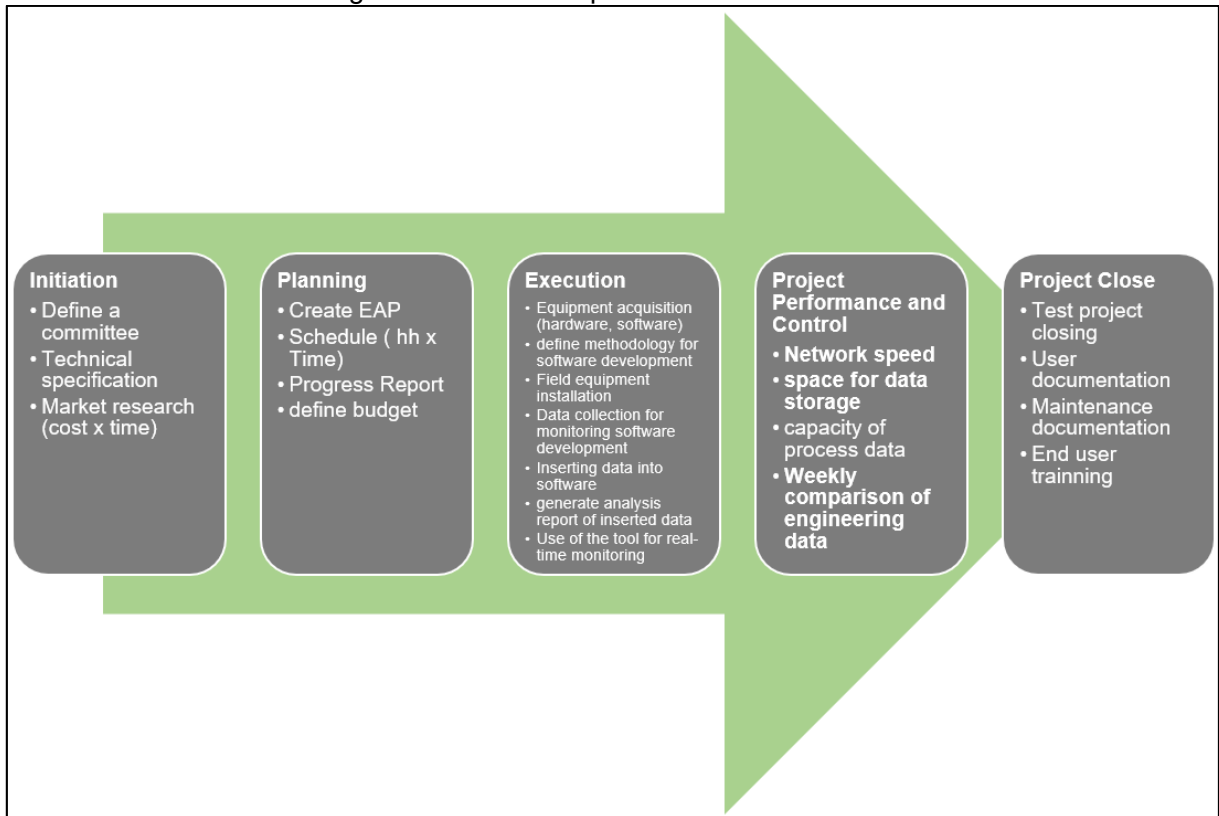 Initiation
• Define a
committee
• Technical
specification
• Market research
(cost x time)
Planning
• Create EAP
• Schedule ( hh x
Time)
• Progress Report
• define budget
Execution
• Equipment acquisition
(hardware, software)
• define methodology for
software development
• Field equipment
installation
• Data collection for
monitoring software
development
• Inserting data into
software
• generate analysis
report of inserted data
• Use of the tool for real-
time monitoring
Project
Performance and
Control
• Network speed
• space for data
storage
• capacity of
process data
• Weekly
comparison of
engineering
data
Project Close
• Test project
closing
• User
documentation
• Maintenance
documentation
• End user
trainning